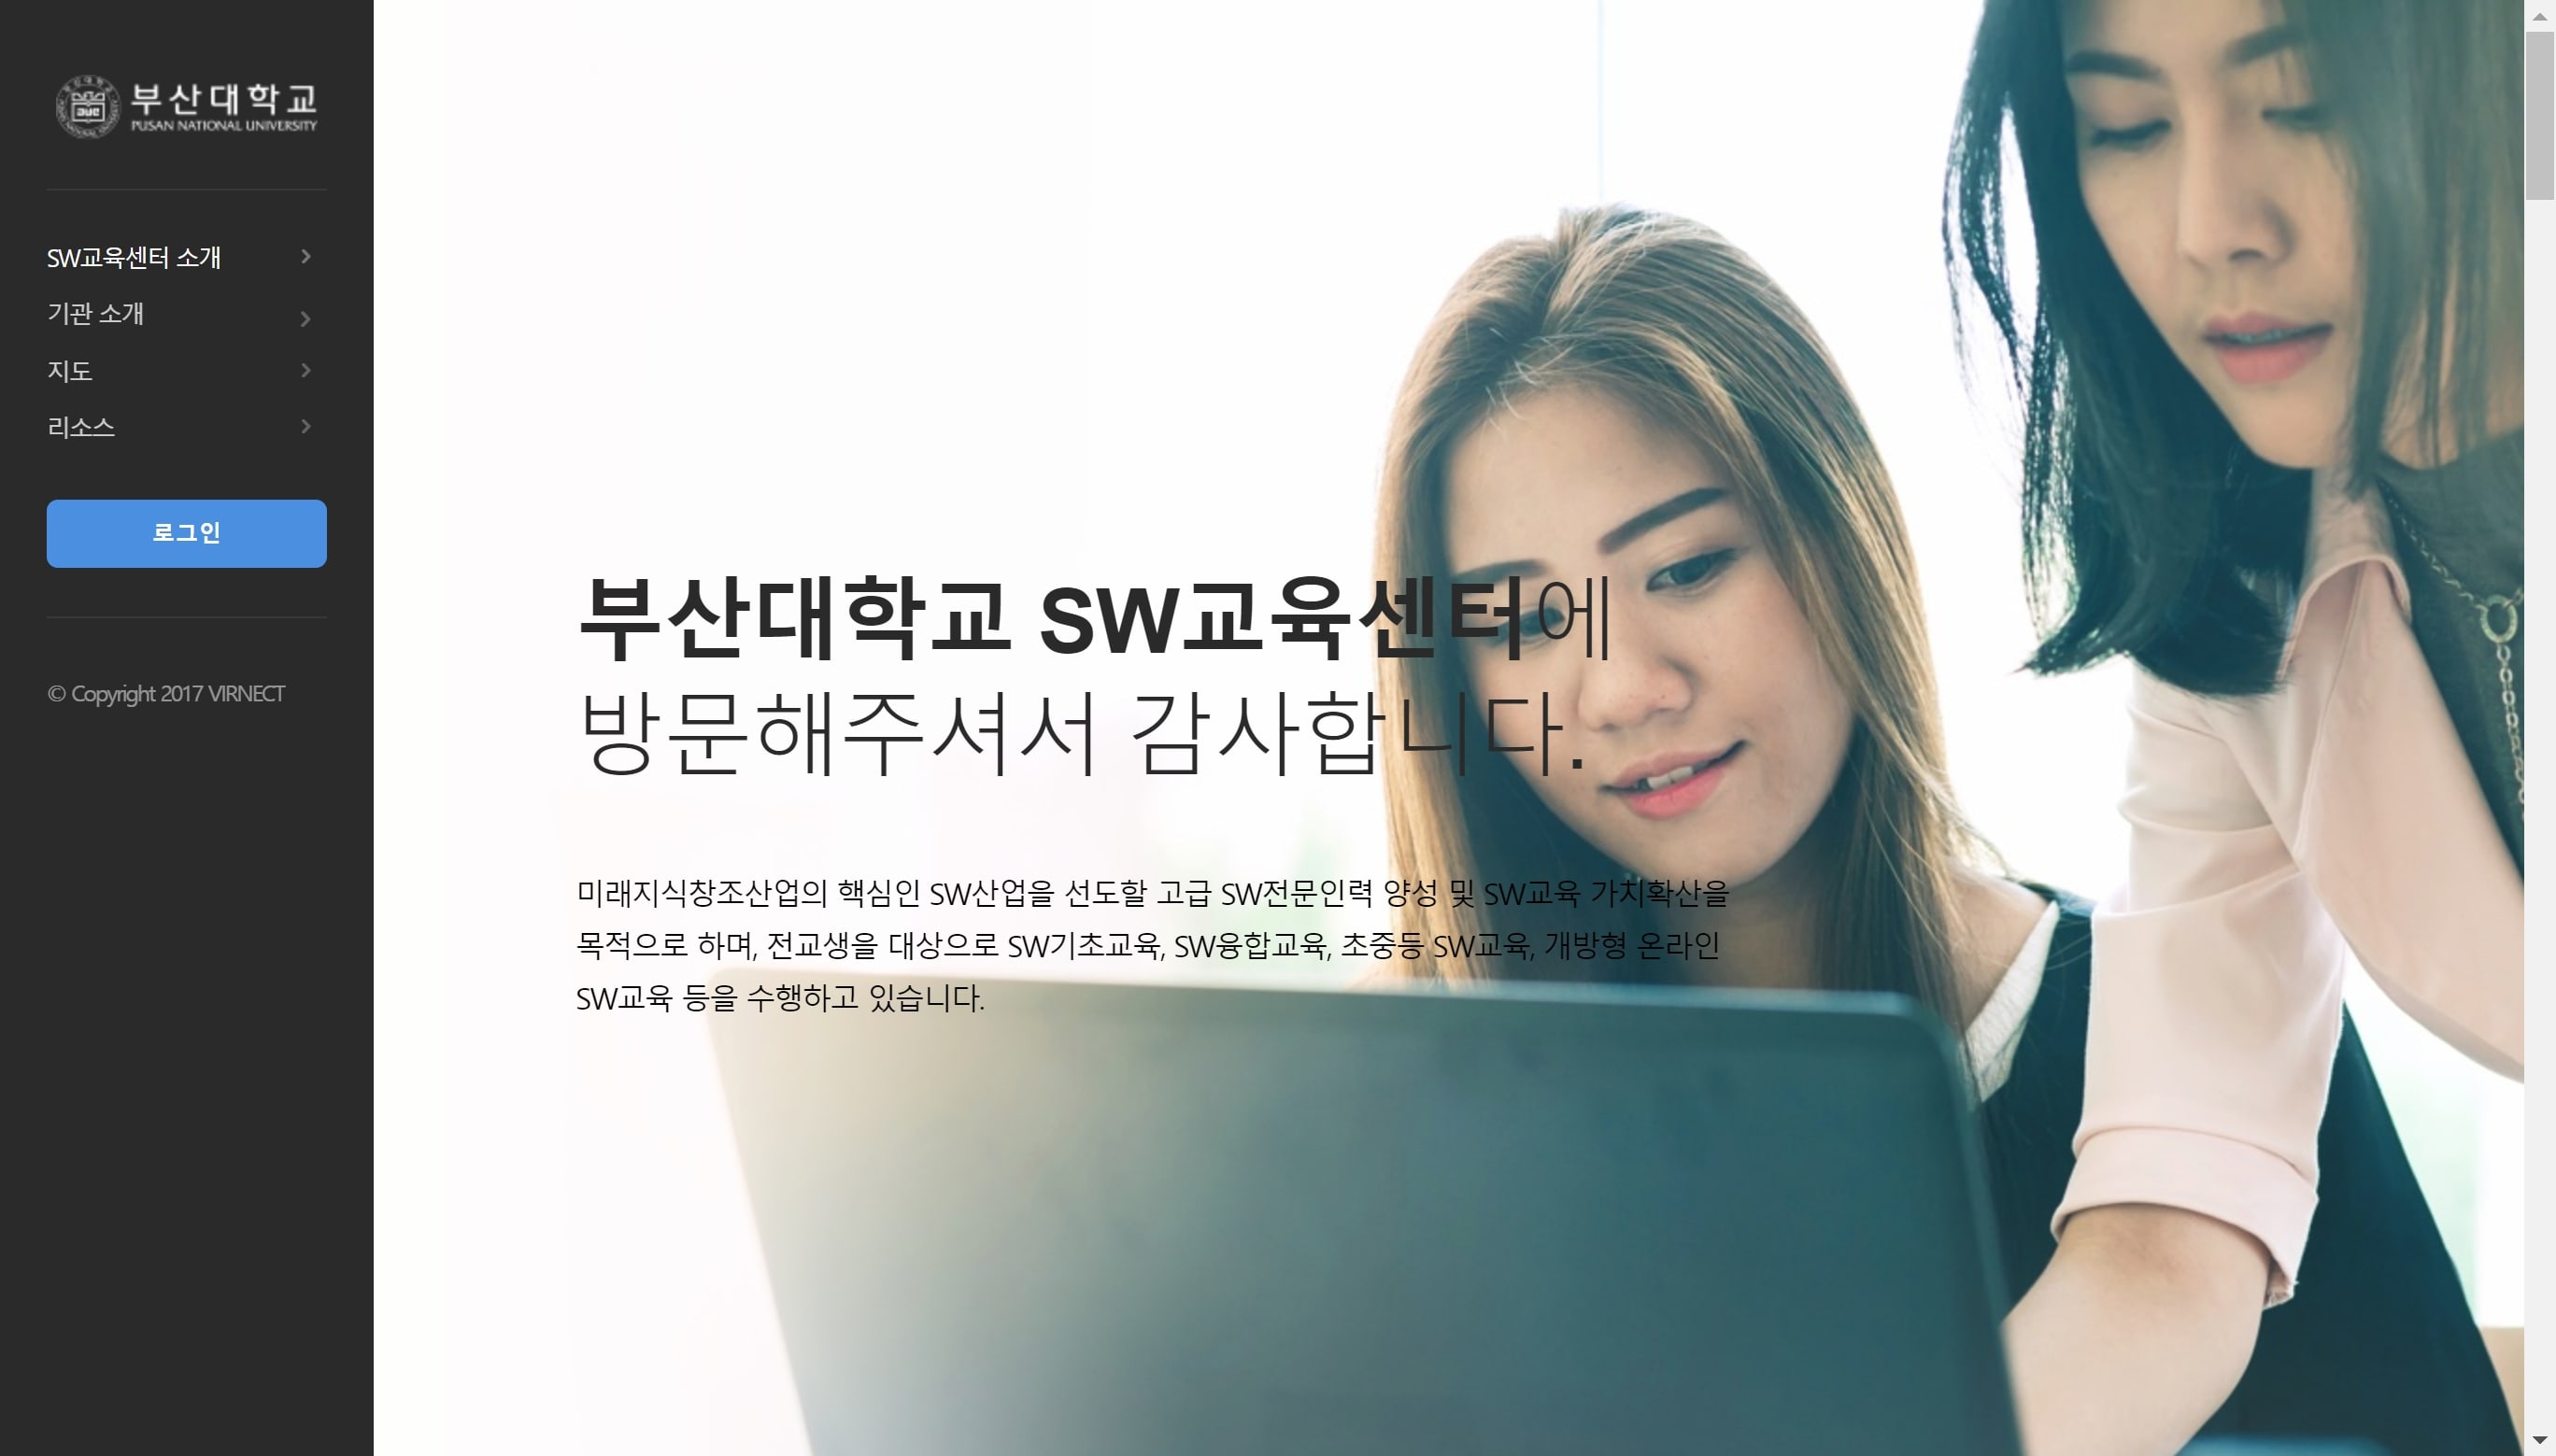 부산대학교
PUSAN NATIONAL UNIVERSITY
SW교육센터 소개
기관 소개
지도
리소스
로그인
© Copyright 2017 VIRNECT
부산대학교 SW교육센터에
방문해주셔서 감사합니다.
미래지식창조산업의 핵심인 SW산업을 선도할 고급 SW전문인력 양성 및 SW교육 가치확산을
목적으로 하며, 전교생을 대상으로 SW기초교육, SW융합교육, 초중등 SW교육, 개방형 온라인
SW교육 등을 수행하고 있습니다.